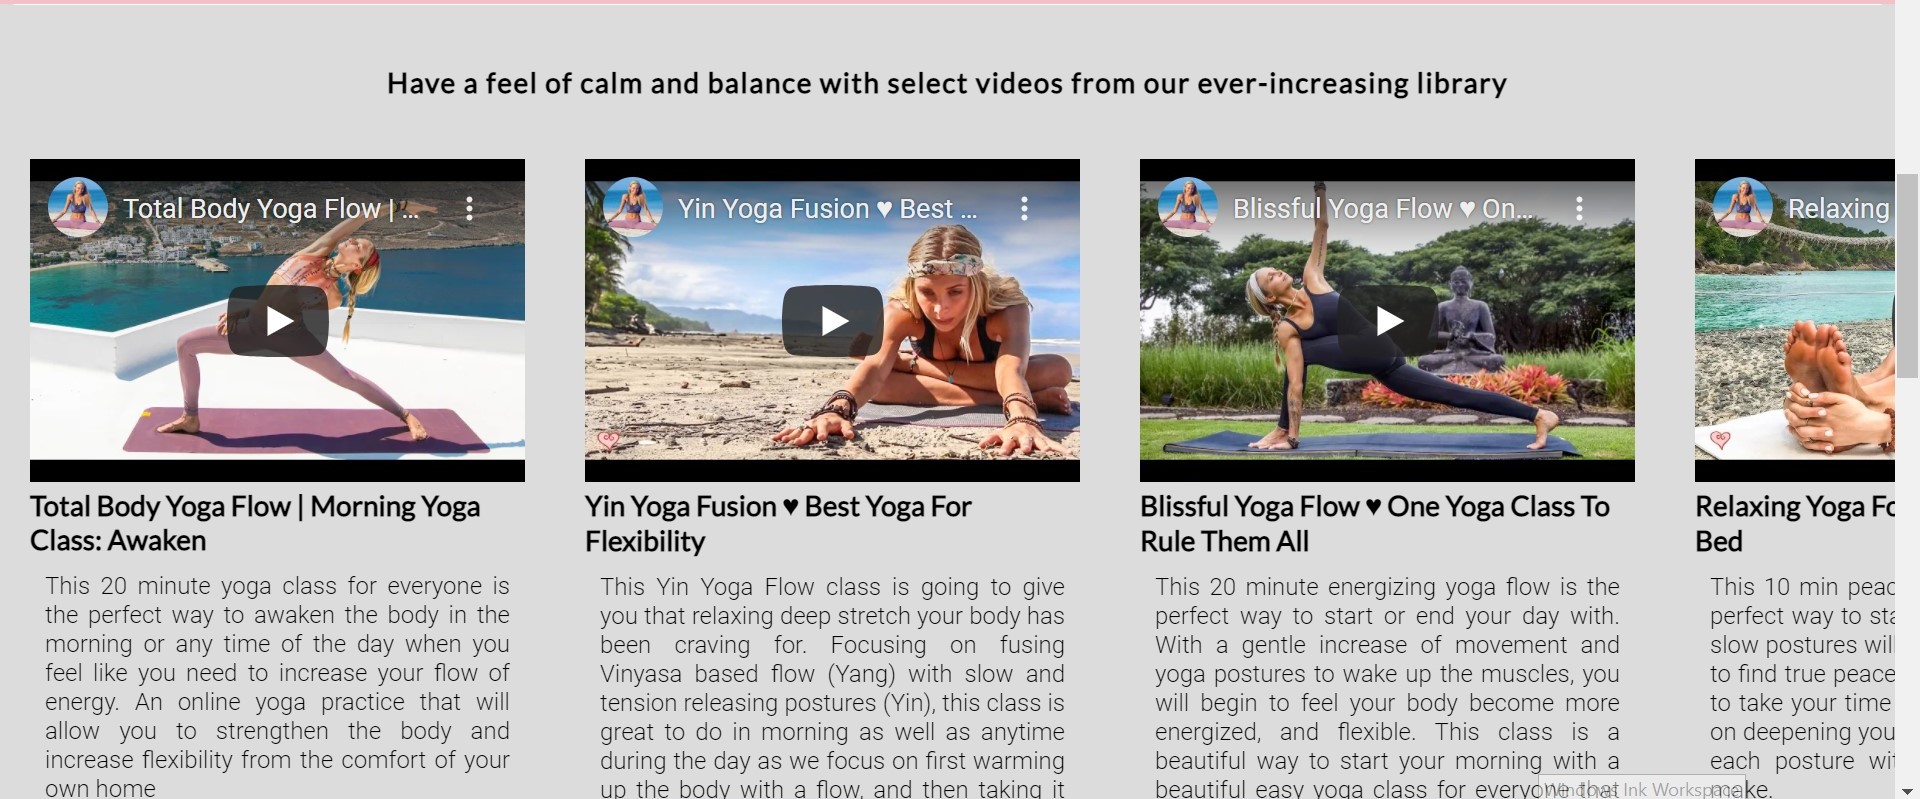 Have a feel of calm and balance with select videos from our ever-increasing library
Total Body Yoga Flow | ...
Total Body Yoga Flow | Morning Yoga
Class: Awaken
This 20 minute yoga class for everyone is
the perfect way to awaken the body in the
morning or any time of the day when you
feel like you need to increase your flow of
energy. An online yoga practice that will
allow you to strengthen the body and
increase flexibility from the comfort of your
own home
Yin Yoga Fusion ♥ Best ...
Yin Yoga Fusion ♥ Best Yoga For
Flexibility
This Yin Yoga Flow class is going to give
you that relaxing deep stretch your body has
been craving for. Focusing on fusing
Vinyasa based flow (Yang) with slow and
tension releasing postures (Yin), this class is
great to do in morning as well as anytime
during the day as we focus on first warming
up the body with a flow, and then taking it
Blissful Yoga Flow ♥ On...
Blissful Yoga Flow ♥ One Yoga Class To
Rule Them All
This 20 minute energizing yoga flow is the
perfect way to start or end your day with.
With a gentle increase of movement and
yoga postures to wake up the muscles, you
will begin to feel your body become more
energized, and flexible. This class is a
beautiful way to start your morning with a
beautiful easy yoga class for everyone that
Relaxing
Relaxing Yoga Fo
Bed
This 10 min peac
perfect way to sta
slow postures will
to find true peace
to take your time
on deepening you
each posture wit
Windows Ink Workspace